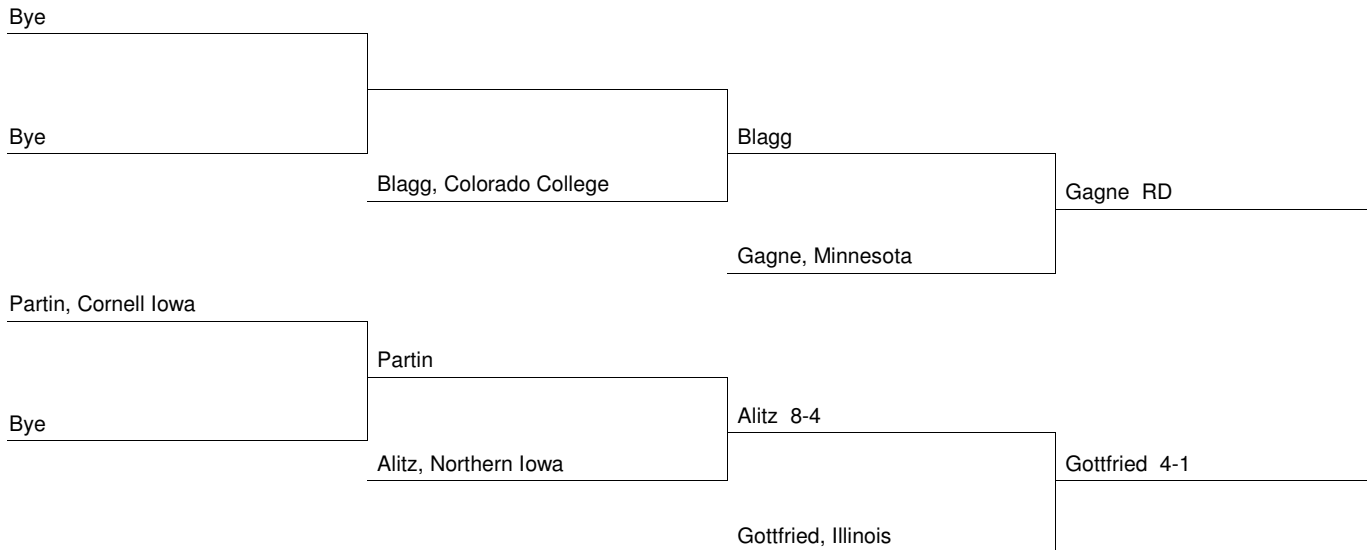 Bye
Bye
Blagg
Blagg, Colorado College
Gagne RD
Gagne, Minnesota
Partin, Cornell Iowa
Partin
Bye
Alitz 8-4
Alitz, Northern Iowa
Gottfried 4-1
Gottfried, Illinois